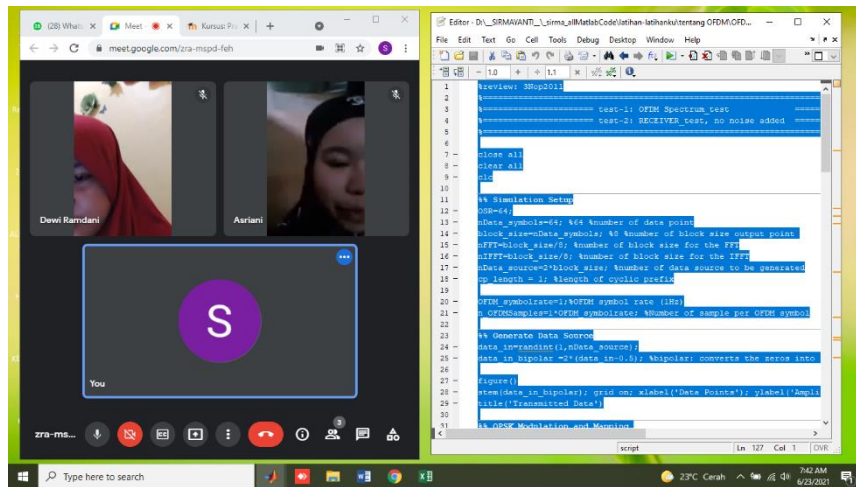 (28) What:
Meet -
Kursus: Pr
meet.google.com/zra-mspd-feh
S
Dewi Ramdani
Asriani
S
You
zra-ms...
3
Editor - D:\__SIRMAYANTI__\_sirma_allMatlabCode\latihan-latihanku\tentang OFDM\OFD...
File Edit Text Go Cell Tools Debug Desktop Window Help
- 1.0 + ÷ 1.1 ×
1 %review: 3Nop2011
2 %==============================
3 %==================== test-1: OFDM Spectrum_test =====
4 %==================== test-2: RECEIVER_test, no noise added =====
5 %==============================
6
7 - close all
8 - clear all
9 - clc
10
11 %% Simulation Setup
12 - OSR=64;
13 - nData_symbols=64; %64 %number of data point
14 - block_size=nData_symbols; %8 %number of block size output point
15 - nFFT=block_size/8; %number of block size for the FFT
16 - nIFFT=block_size/8; %number of block size for the IFFT
17 - nData_source=2*block_size; %number of data source to be generated
18 - cp_length = 1; %length of cyclic prefix
19
20 - OFDM_symbolrate=1;%OFDM symbol rate (1Hz)
21 - n_OFDMSamples=1*OFDM_symbolrate; %Number of sample per OFDM symbol
22
23 %% Generate Data Source
24 - data_in=randint(1,nData_source);
25 - data_in_bipolar =2*(data_in-0.5); %bipolar: converts the zeros into
26
27 - figure()
28 - stem(data_in_bipolar); grid on; xlabel('Data Points'); ylabel('Ampli
29 - title('Transmitted Data')
30
31 %% QPSK Modulation and Mapping
script Ln 127 Col 1 OVR
Type here to search
23°C Cerah
7:42 AM
6/23/2021